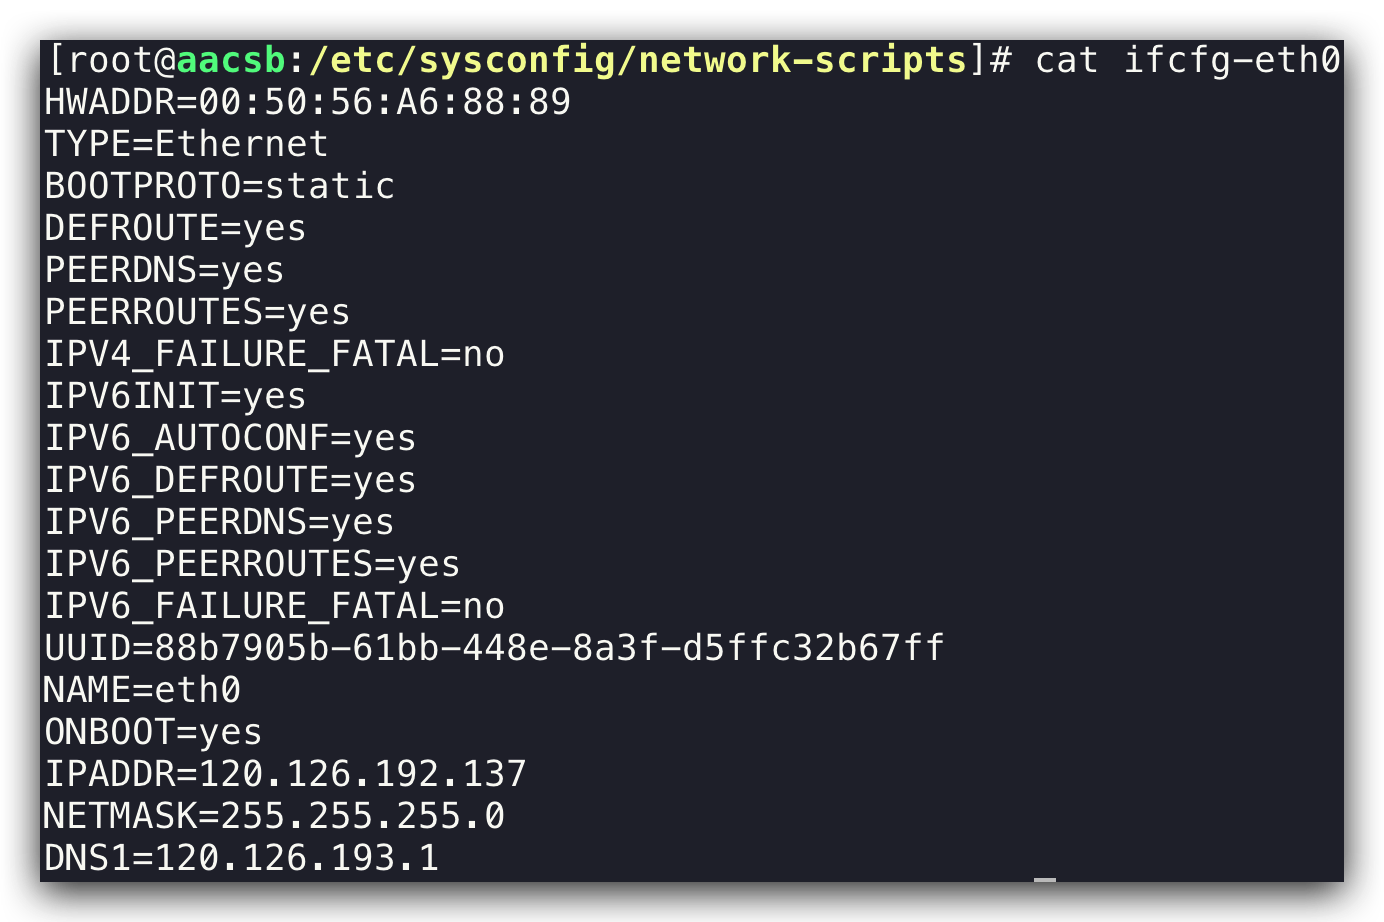 [root@aacsb:/etc/sysconfig/network-scripts]# cat ifcfg-eth0
HWADDR=00:50:56:A6:88:89
TYPE=Ethernet
BOOTPROTO=static
DEFROUTE=yes
PEERDNS=yes
PEERROUTES=yes
IPV4_FAILURE_FATAL=no
IPV6INIT=yes
IPV6_AUTOCONF=yes
IPV6_DEFROUTE=yes
IPV6_PEERDNS=yes
IPV6_PEERROUTES=yes
IPV6_FAILURE_FATAL=no
UUID=88b7905b-61bb-448e-8a3f-d5ffc32b67ff
NAME=eth0
ONBOOT=yes
IPADDR=120.126.192.137
NETMASK=255.255.255.0
DNS1=120.126.193.1